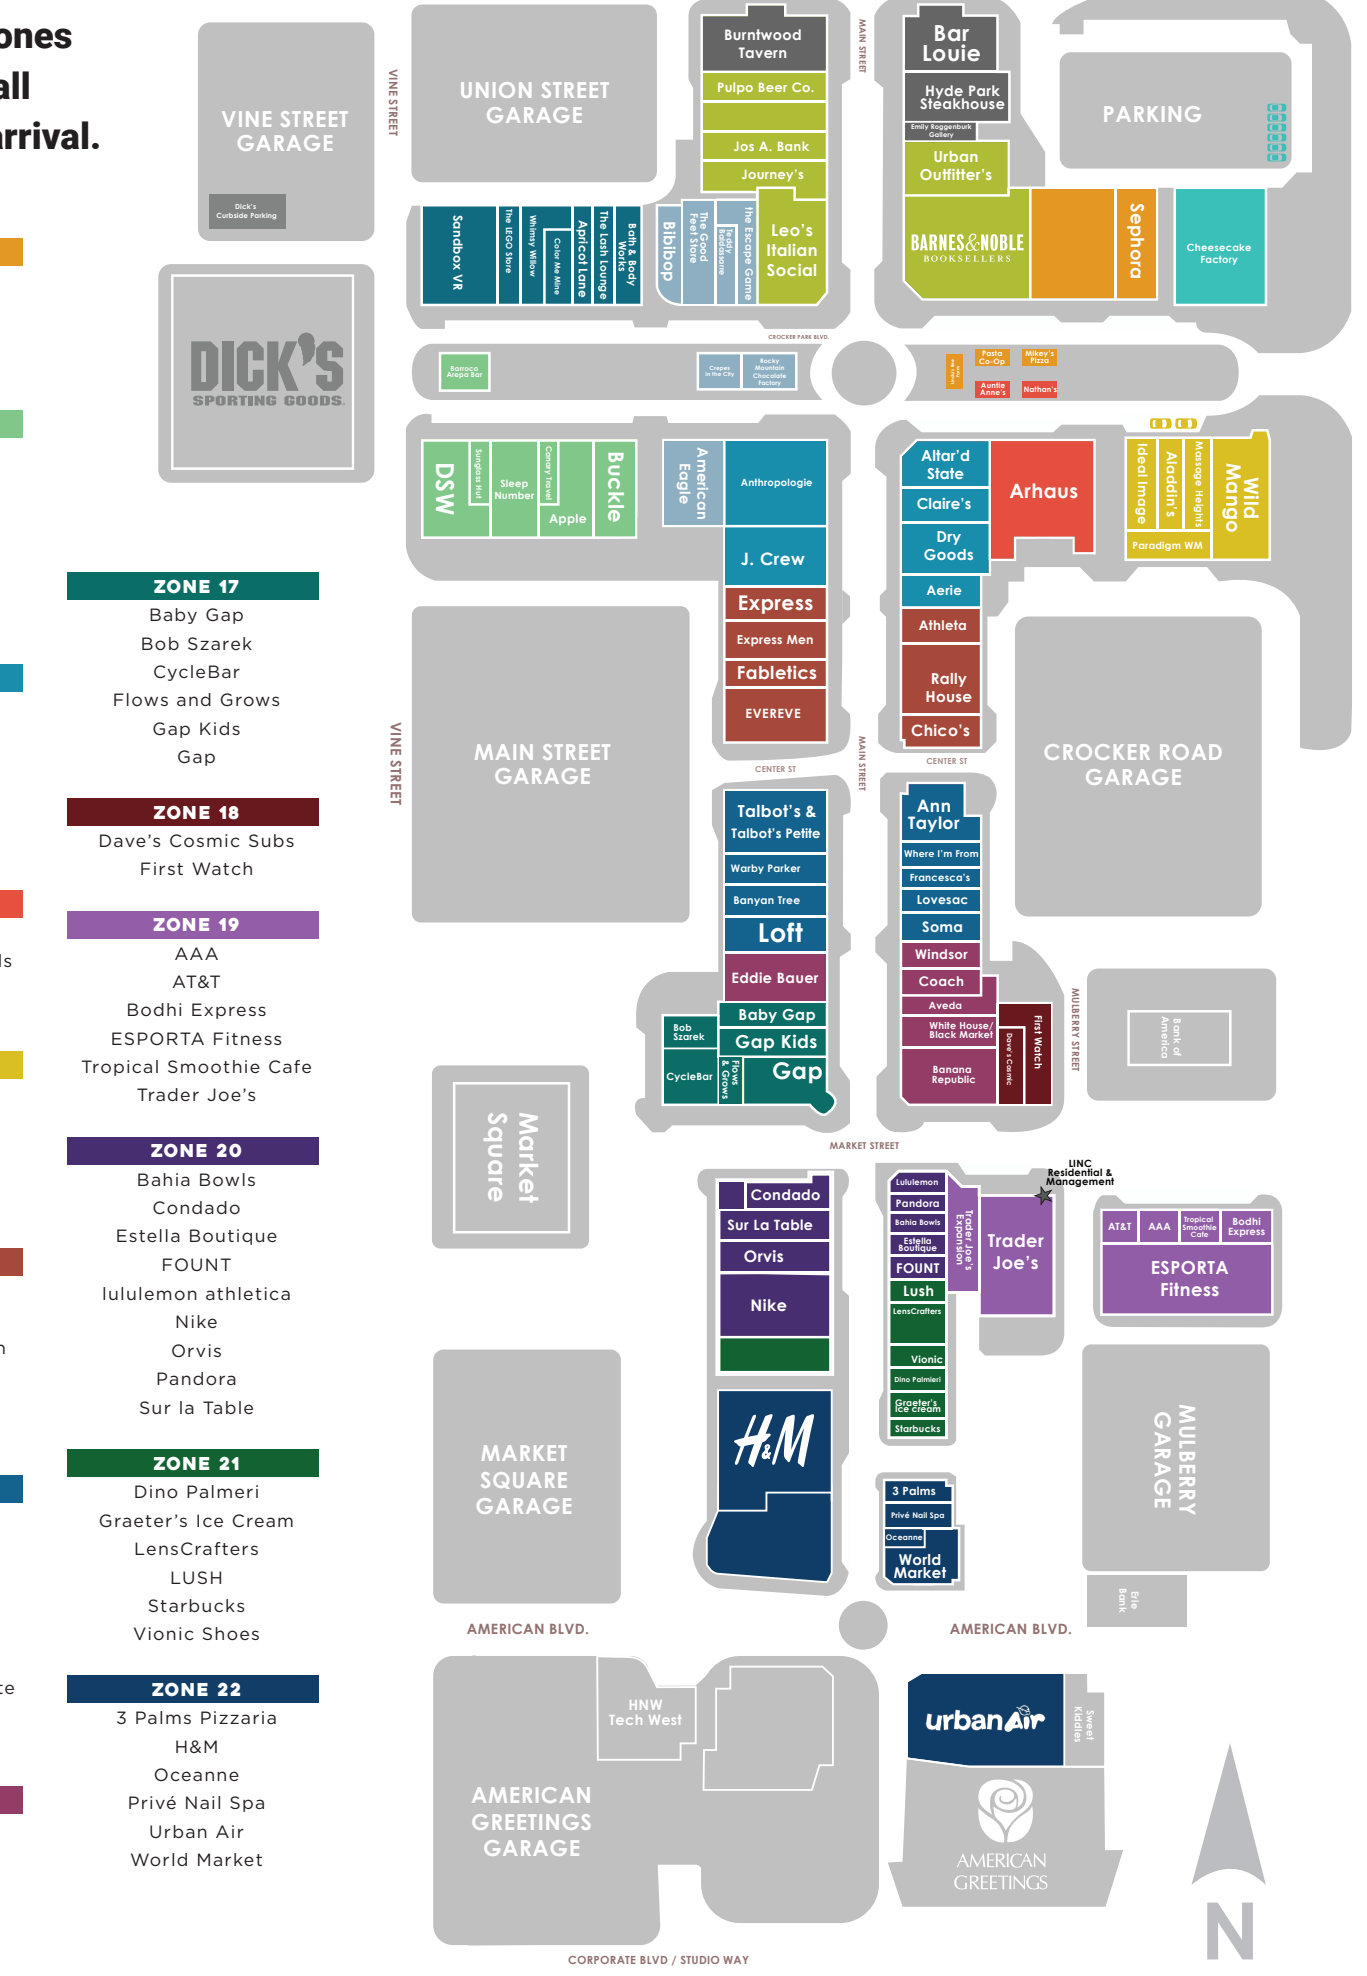 ones
all
arrival.
ls
n
te
ZONE 17
Baby Gap
Bob Szarek
CycleBar
Flows and Grows
Gap Kids
Gap
ZONE 18
Dave's Cosmic Subs
First Watch
ZONE 19
AAA
AT&T
Bodhi Express
ESPORTA Fitness
Tropical Smoothie Cafe
Trader Joe's
ZONE 20
Bahia Bowls
Condado
Estella Boutique
FOUNT
lululemon athletica
Nike
Orvis
Pandora
Sur la Table
ZONE 21
Dino Palmeri
Graeter's Ice Cream
LensCrafters
LUSH
Starbucks
Vionic Shoes
ZONE 22
3 Palms Pizzaria
H&M
Oceanne
Privé Nail Spa
Urban Air
World Market
VINE STREET
GARAGE
Dick's
Curbside Parking
VINE STREET
UNION STREET
GARAGE
Burntwood
Tavern
Pulpo Beer Co.
Jos A. Bank
Journey's
Leo's
Italian
Social
MAIN STREET
Bar
Louie
Hyde Park
Steakhouse
Emily Roggenburk
Gallery
Urban
Outfitter's
BARNES&NOBLE
BOOKSELLERS
Sephora
Cheesecake
Factory
PARKING
Sandbox VR
The LEGO Store
Whimsy Willow
Color Me Mine
Apricot Lane
The Lash Lounge
Bath & Body
Works
Bibibop
The Good
Feet Store
Teddy
Baldassarre
the Escape Game
DICK'S
SPORTING GOODS.
CROCKER PARK BLVD.
Barroco
Arepa Bar
Crepes
in the City
Rocky
Mountain
Chocolate
Factory
Pasta
Co-Op
Mikey's
Pizza
Auntie
Anne's
Nathan's
DSW
Sunglass Hut
Sleep
Number
Canary Travel
Apple
Buckle
American
Eagle
Anthropologie
J. Crew
Express
Express Men
Fabletics
EVEREVE
Altar'd
State
Claire's
Dry
Goods
Aerie
Athleta
Rally
House
Chico's
Arhaus
Ideal Image
Aladdin's
Massage Heights
Wild
Mango
Paradigm WM
VINE STREET
MAIN STREET
GARAGE
CENTER ST
MAIN STREET
CENTER ST
CROCKER ROAD
GARAGE
Talbot's &
Talbot's Petite
Warby Parker
Banyan Tree
Loft
Eddie Bauer
Baby Gap
Gap Kids
Gap
Bob
Szarek
CycleBar
Flows
& Grows
Ann
Taylor
Where I'm From
Francesca's
Lovesac
Soma
Windsor
Coach
Aveda
White House/
Black Market
Banana
Republic
Dave's Cosmic
First Watch
MULBERRY STREET
Bank of
America
Market
Square
MARKET STREET
LINC
Residential &
Management
Condado
Sur La Table
Orvis
Nike
Lululemon
Pandora
Bahia Bowls
Estella
Boutique
FOUNT
Lush
LensCrafters
Vionic
Dino Palmieri
Graeter's
Ice cream
Starbucks
Trader Joe's
Expansion
Trader
Joe's
AT&T
AAA
Tropical
Smoothie
Cafe
Bodhi
Express
ESPORTA
Fitness
MARKET
SQUARE
GARAGE
H&M
3 Palms
Privé Nail Spa
Oceanne
World
Market
MULBERRY
GARAGE
Erie
Bank
AMERICAN BLVD.
AMERICAN BLVD.
HNW
Tech West
AMERICAN
GREETINGS
GARAGE
urbanAir
Sweet
Kiddles
AMERICAN
GREETINGS
N
CORPORATE BLVD / STUDIO WAY